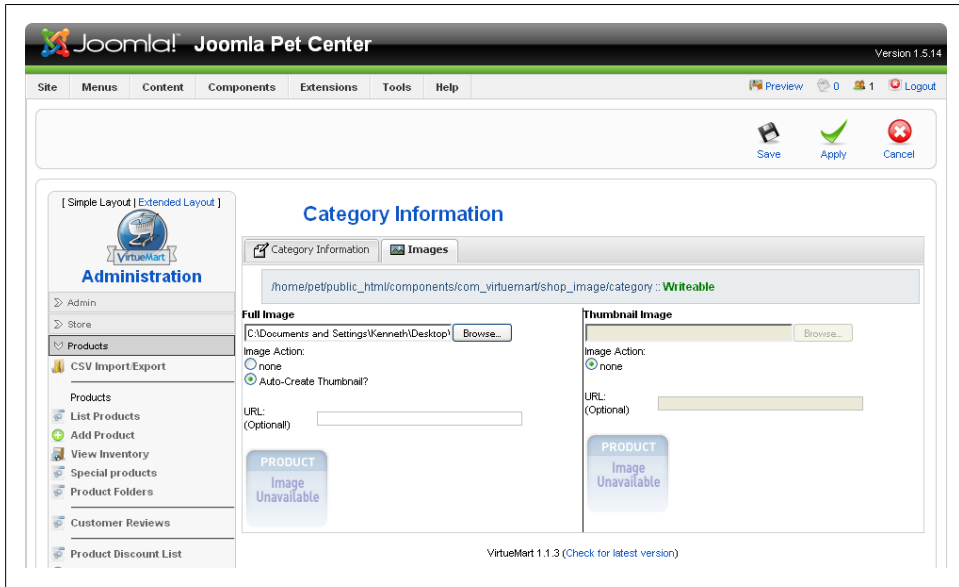 Joomla! Joomla Pet Center
Version 1.5.14
Site Menus Content Components Extensions Tools Help Preview 0 1 Logout
Save Apply Cancel
[ Simple Layout | Extended Layout ]
VirtueMart
Administration
Admin
Store
Products
CSV Import/Export
Products
List Products
Add Product
View Inventory
Special products
Product Folders
Customer Reviews
Product Discount List
Category Information
Category Information Images
/home/pet/public_html/components/com_virtuemart/shop_image/category :: Writeable
Full Image
C:\Documents and Settings\Kenneth\Desktop\ Browse...
Image Action:
none
Auto-Create Thumbnail?
URL:
(Optional!)
PRODUCT
Image
Unavailable
Thumbnail Image
Browse...
Image Action:
none
URL:
(Optional)
PRODUCT
Image
Unavailable
VirtueMart 1.1.3 (Check for latest version)